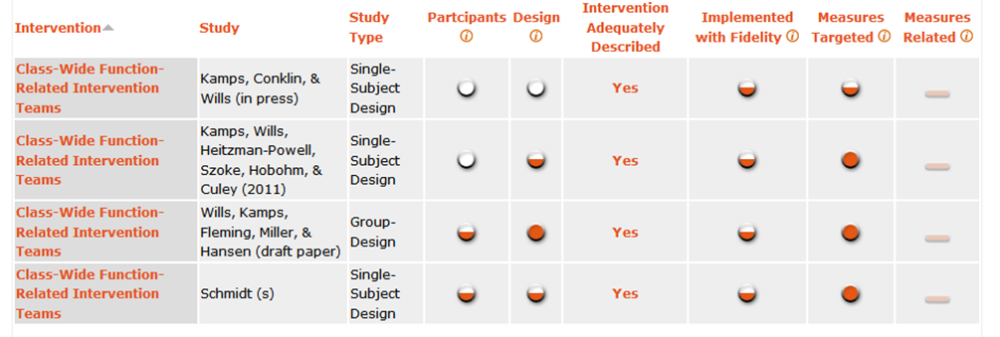 Intervention Study Study Type Partcipants Design Intervention Adequately Described Implemented with Fidelity Measures Targeted Measures Related
Class-Wide Function-
Related Intervention
Teams
Kamps, Conklin, &
Wills (in press)
Single-
Subject
Design
Yes
Class-Wide Function-
Related Intervention
Teams
Kamps, Wills,
Heitzman-Powell,
Szoke, Hobohm, &
Culey (2011)
Single-
Subject
Design
Yes
Class-Wide Function-
Related Intervention
Teams
Wills, Kamps,
Fleming, Miller, &
Hansen (draft paper)
Group-
Design
Yes
Class-Wide Function-
Related Intervention
Teams
Schmidt (s)
Single-
Subject
Design
Yes